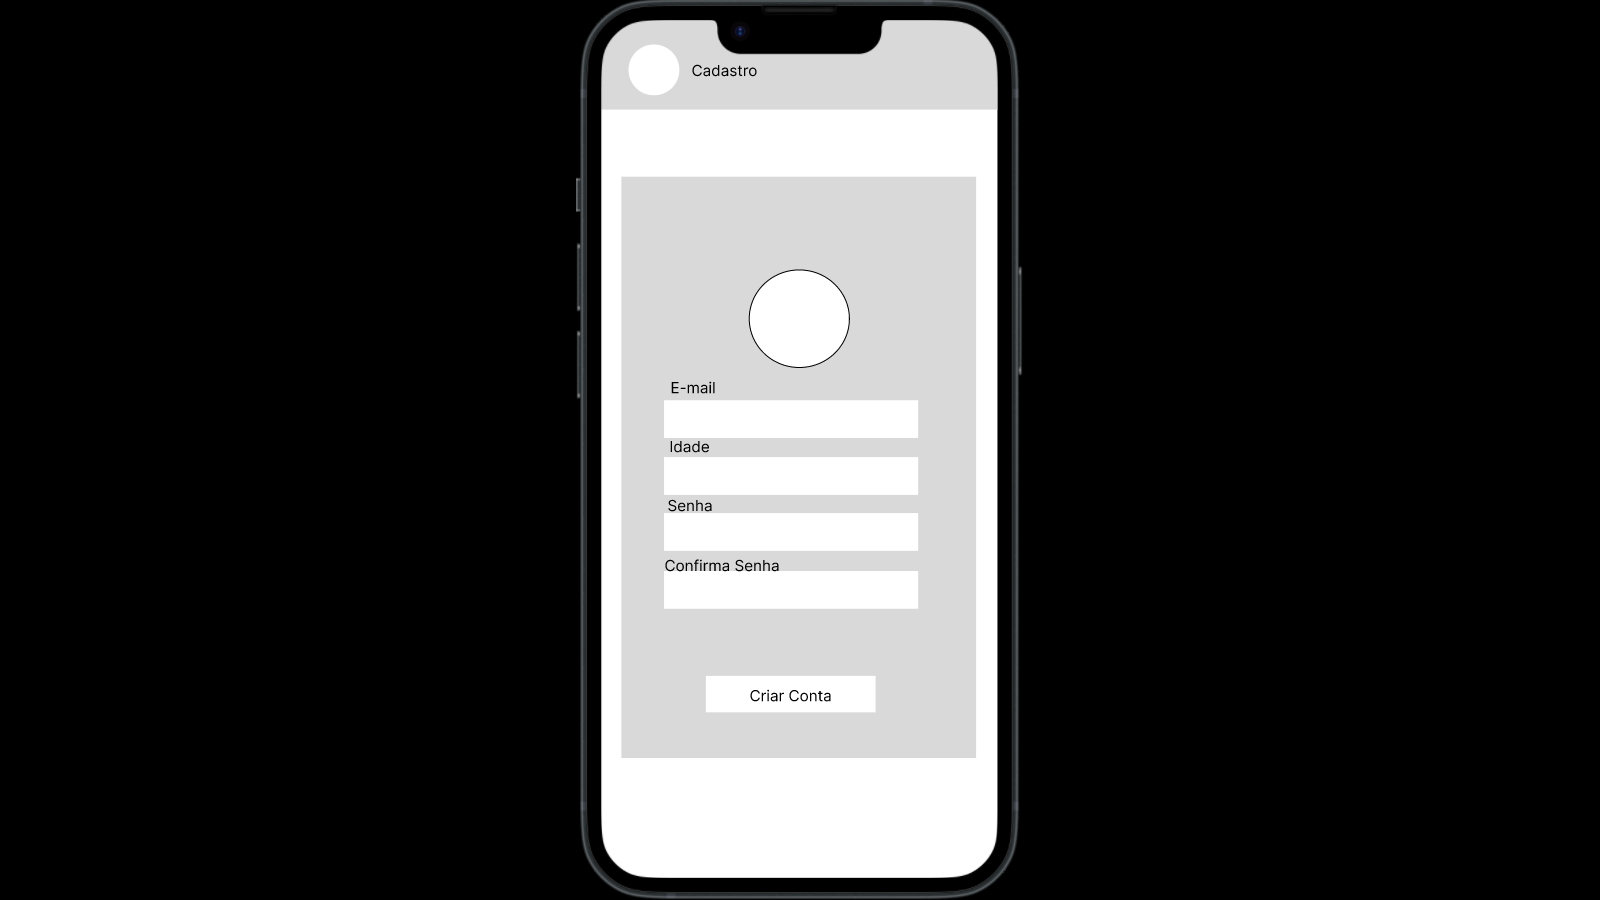 Cadastro
E-mail
Idade
Senha
Confirma Senha
Criar Conta